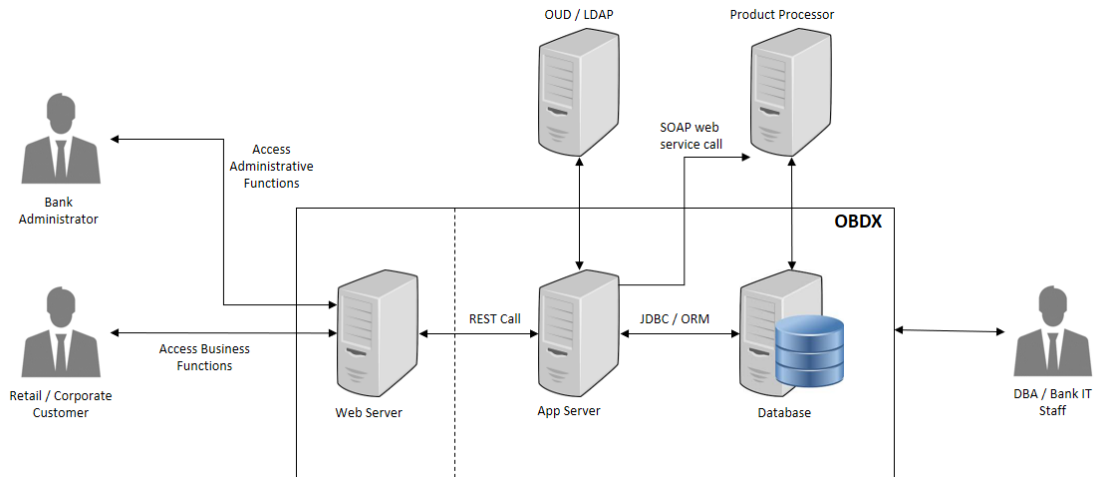 OUD / LDAP
Product Processor
SOAP web
service call
Access
Administrative
Functions
Bank
Administrator
OBDX
REST Call
JDBC / ORM
Access Business
Functions
Retail / Corporate
Customer
Web Server
App Server
Database
DBA / Bank IT
Staff